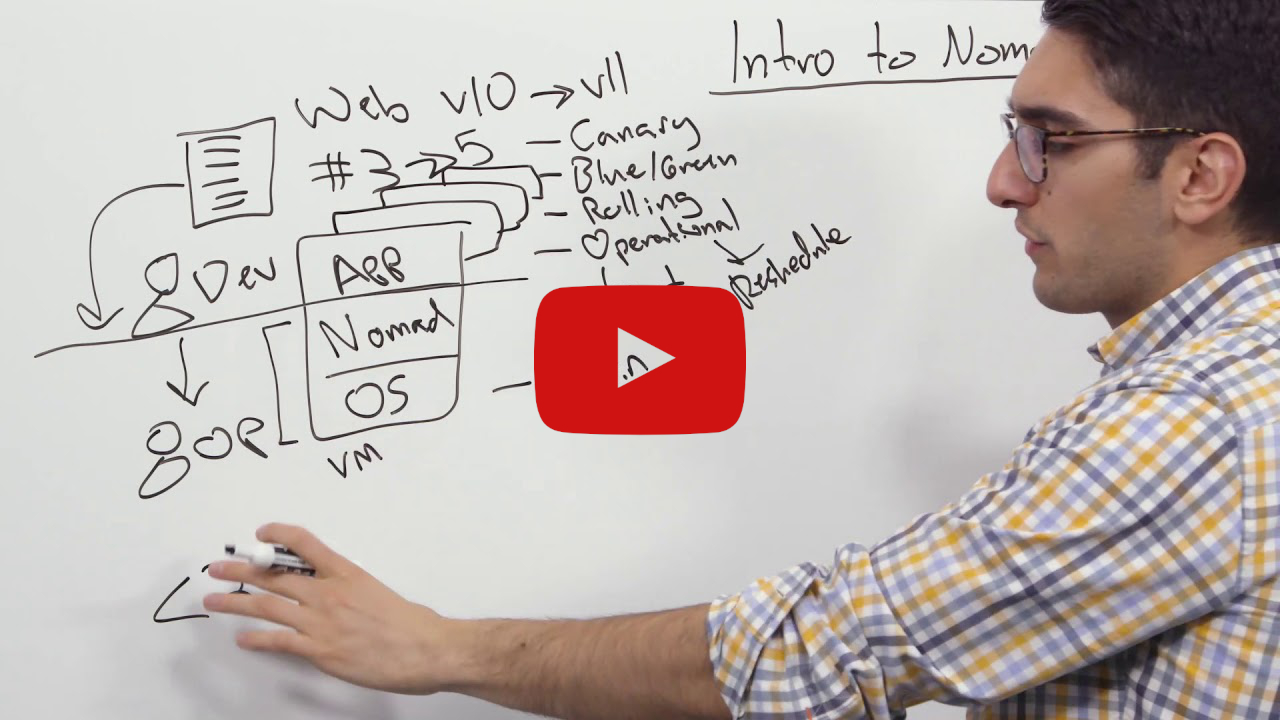 Intro to Nom
Web v10 → v11
#3 → 5
— Canary
— Blue/Green
— Rolling
— Operational
Reshedule
Dev
APP
Nomad
OS
OP
VM